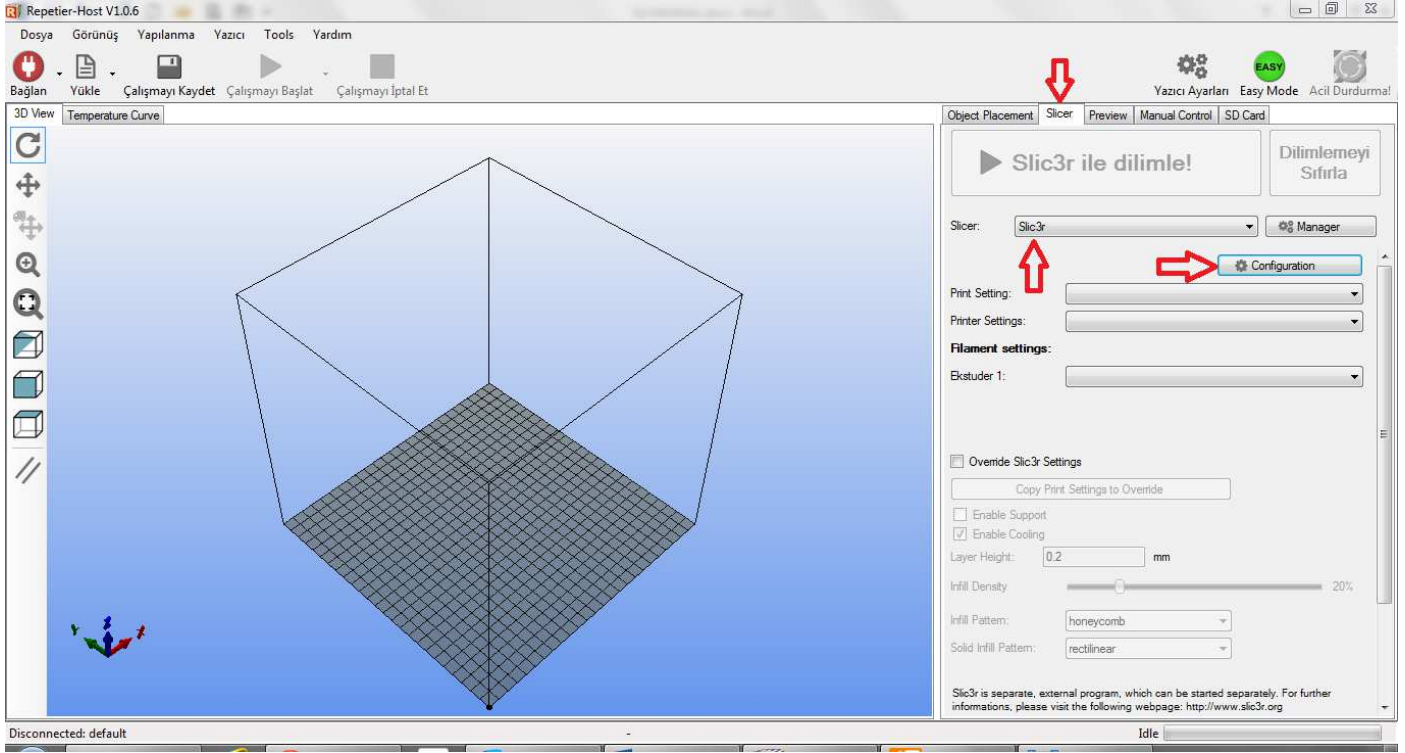 Repetier-Host V1.0.6
Dosya Görünüş Yapılanma Yazıcı Tools Yardım
Bağlan Yükle Çalışmayı Kaydet Çalışmayı Başlat Çalışmayı İptal Et
EASY
Yazıcı Ayarları Easy Mode Acil Durdurma!
3D View Temperature Curve
Object Placement Slicer Preview Manual Control SD Card
Slic3r ile dilimle!
Dilimlemeyi
Sıfırla
Slicer: Slic3r Manager
Configuration
Print Setting:
Printer Settings:
Filament settings:
Ekstuder 1:
Override Slic3r Settings
Copy Print Settings to Override
Enable Support
Enable Cooling
Layer Height: 0.2 mm
Infill Density 20%
Infill Pattern: honeycomb
Solid Infill Pattern: rectilinear
Slic3r is separate, external program, which can be started separately. For further
informations, please visit the following webpage: http://www.slic3r.org
Y Z X
Disconnected: default - Idle